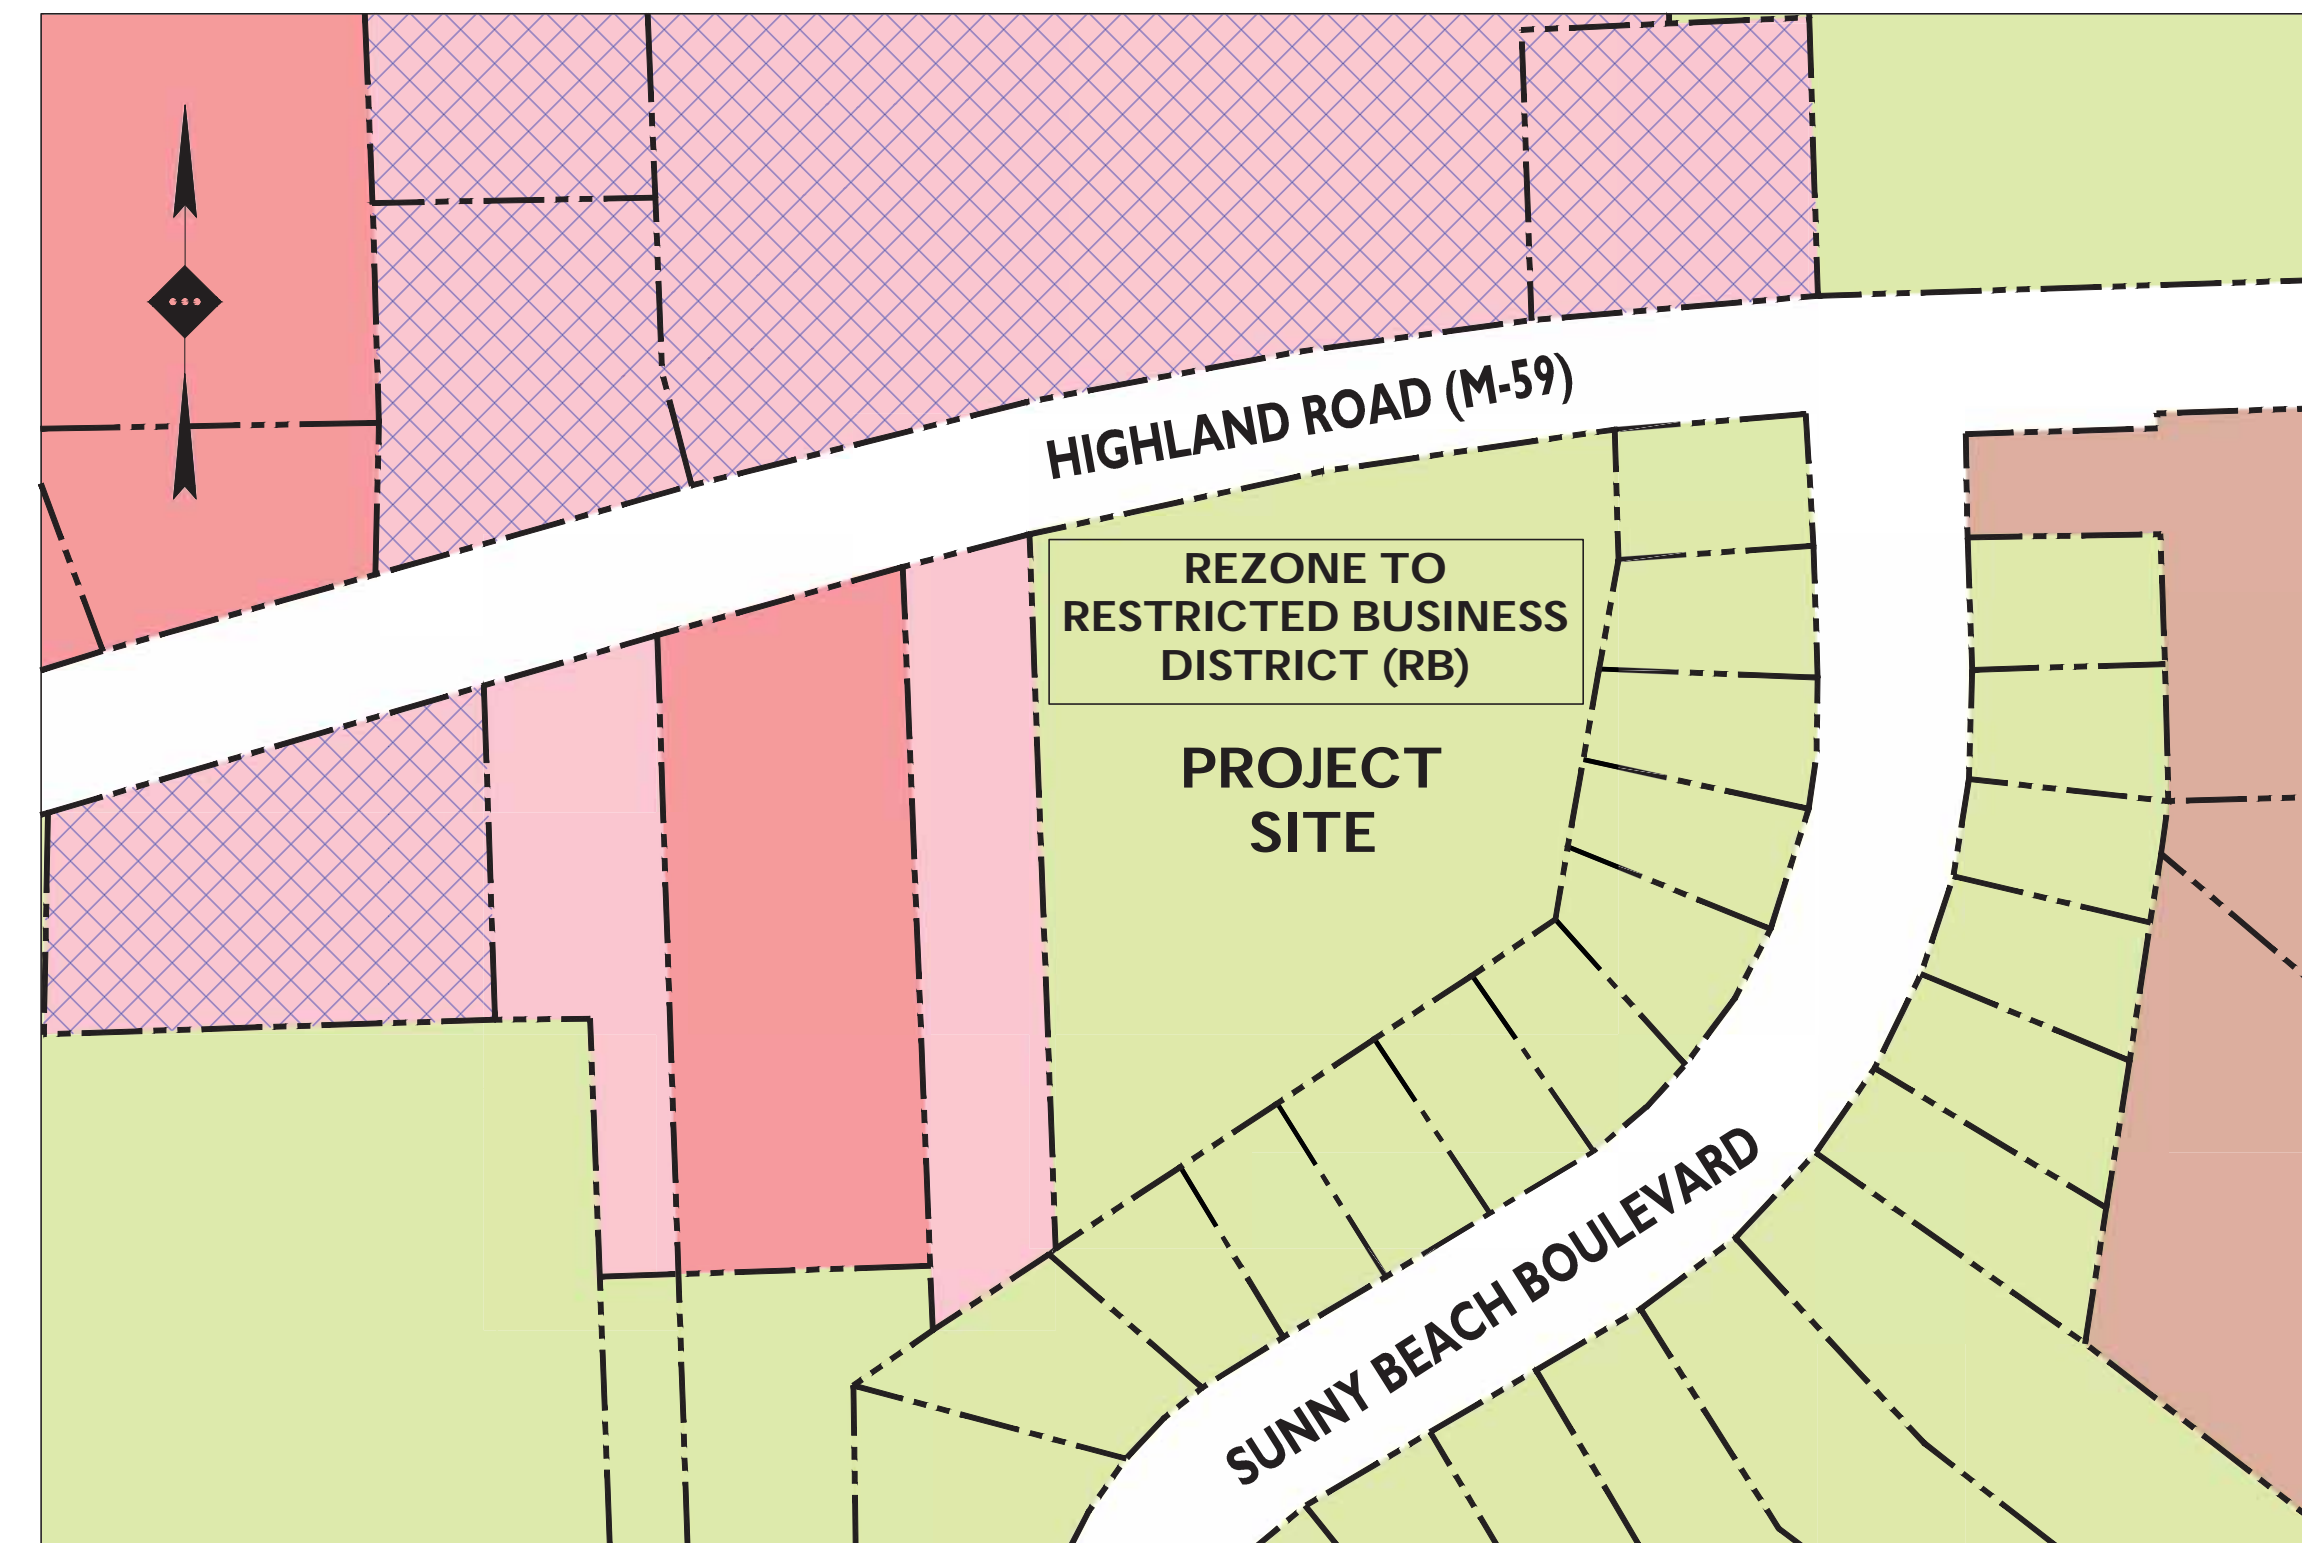 HIGHLAND ROAD (M-59)
REZONE TO
RESTRICTED BUSINESS
DISTRICT (RB)
PROJECT
SITE
SUNNY BEACH BOULEVARD